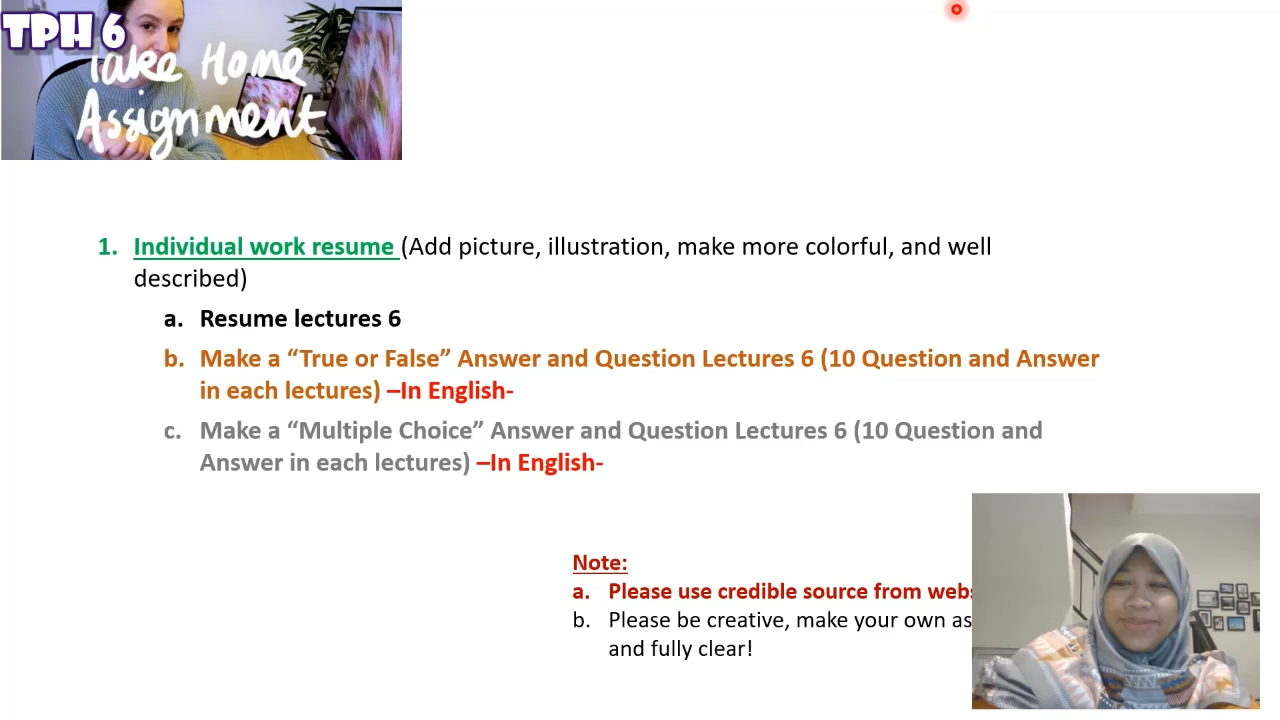 TPH 6
Take Home
Assignment
1. Individual work resume (Add picture, illustration, make more colorful, and well
described)
a. Resume lectures 6
b. Make a “True or False” Answer and Question Lectures 6 (10 Question and Answer
in each lectures) –In English-
c. Make a “Multiple Choice” Answer and Question Lectures 6 (10 Question and
Answer in each lectures) –In English-
Note:
a. Please use credible source from
b. Please be creative, make your own
and fully clear!